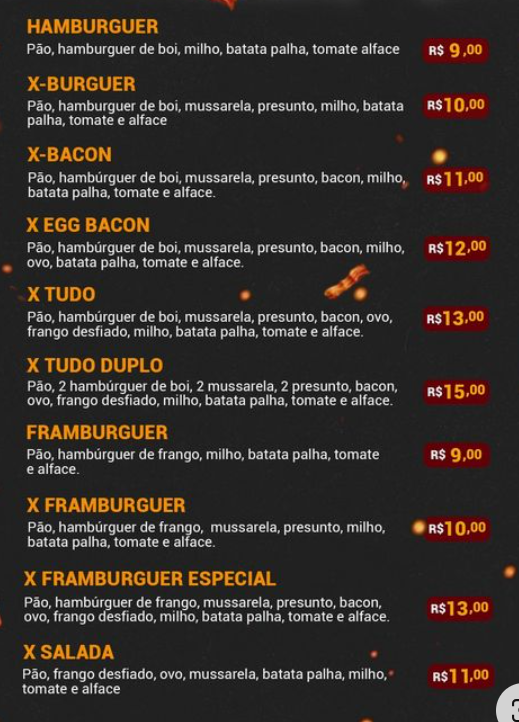 HAMBURGUER
Pão, hamburguer de boi, milho, batata palha, tomate alface
R$ 9,00
X-BURGUER
Pão, hamburguer de boi, mussarela, presunto, milho, batata
palha, tomate e alface
R$10,00
X-BACON
Pão, hambúrguer de boi, mussarela, presunto, bacon, milho,
batata palha, tomate e alface.
R$11,00
X EGG BACON
Pão, hambúrguer de boi, mussarela, presunto, bacon, milho,
ovo, batata palha, tomate e alface.
R$12,00
X TUDO
Pão, hambúrguer de boi, mussarela, presunto, bacon, ovo,
frango desfiado, milho, batata palha, tomate e alface.
R$13,00
X TUDO DUPLO
Pão, 2 hambúrguer de boi, 2 mussarela, 2 presunto, bacon,
ovo, frango desfiado, milho, batata palha, tomate e alface.
R$15,00
FRAMBURGUER
Pão, hambúrguer de frango, milho, batata palha, tomate
e alface.
R$ 9,00
X FRAMBURGUER
Pão, hambúrguer de frango, mussarela, presunto, milho,
batata palha, tomate e alface.
R$10,00
X FRAMBURGUER ESPECIAL
Pão, hambúrguer de frango, mussarela, presunto, bacon,
ovo, frango desfiado, milho, batata palha, tomate e alface.
R$13,00
X SALADA
Pão, frango desfiado, ovo, mussarela, batata palha, milho,
tomate e alface
R$11,00